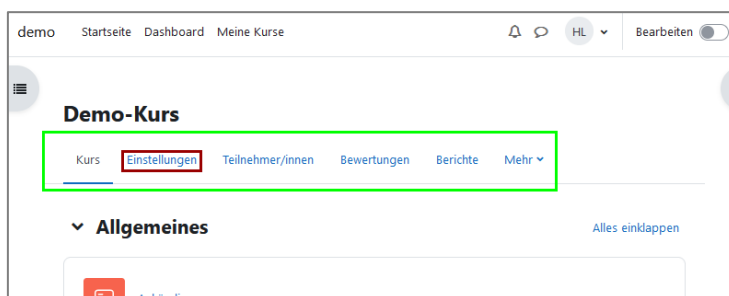 demo Startseite Dashboard Meine Kurse HL Bearbeiten
Demo-Kurs
Kurs Einstellungen Teilnehmer/innen Bewertungen Berichte Mehr
Allgemeines Alles einklappen